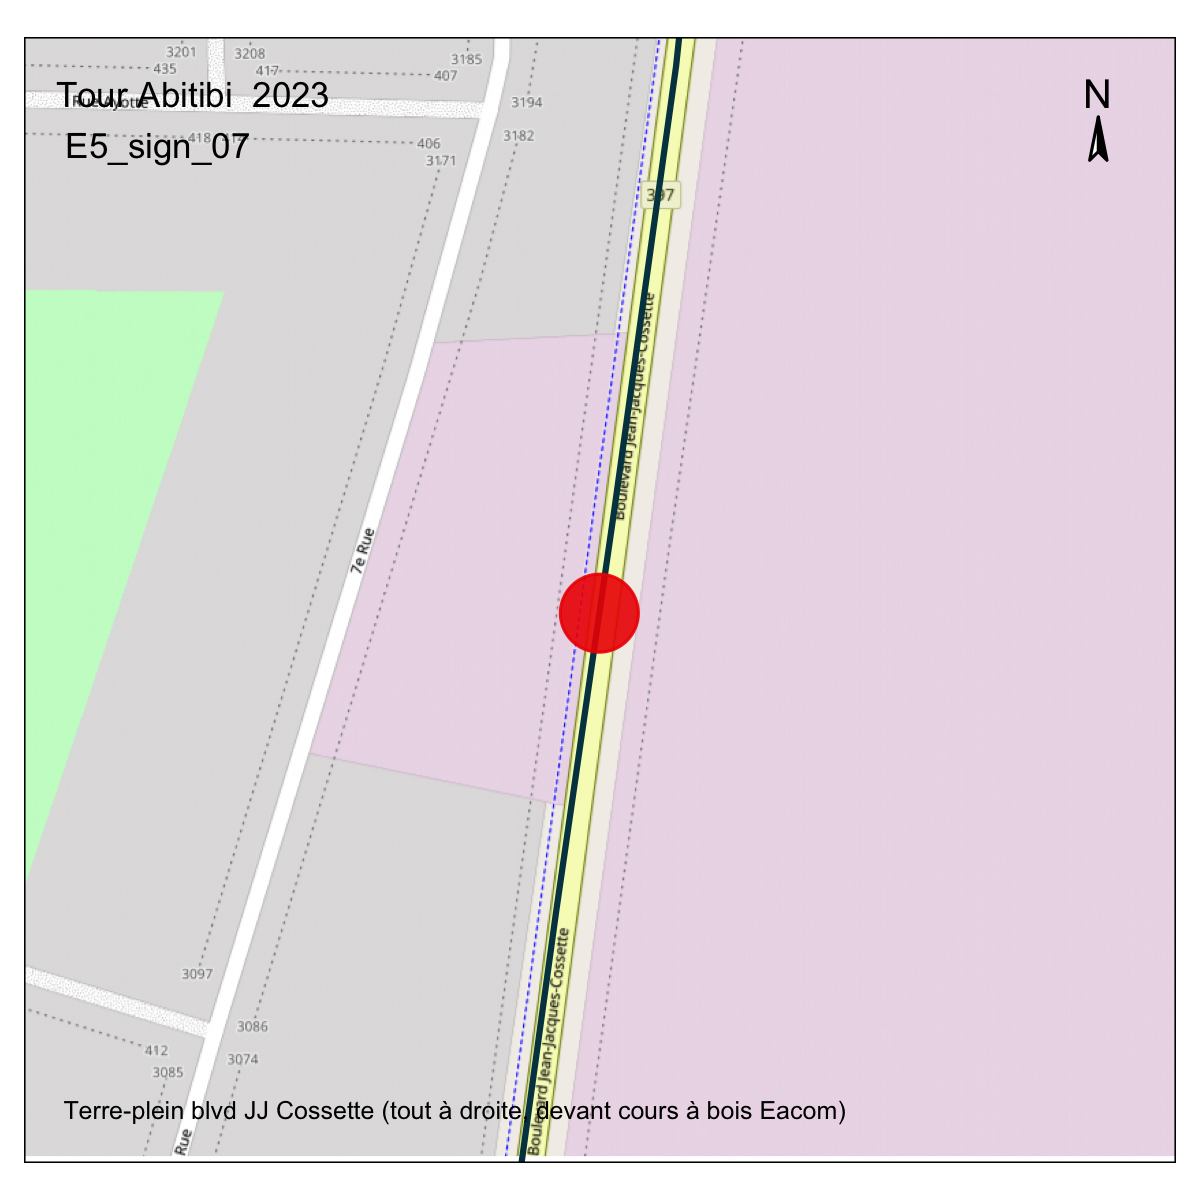 3201
3208
3185
435
417
407
Tour Abitibi  2023
Rue Ayotte
3194
418
406
3182
E5_sign_07
3171
N
397
Boulevard Jean-Jacques-Cossette
7e Rue
3097
3086
412
3074
3085
Boulevard Jean-Jacques-Cossette
Terre-plein blvd JJ Cossette (tout à droite, devant cours à bois Eacom)
Rue